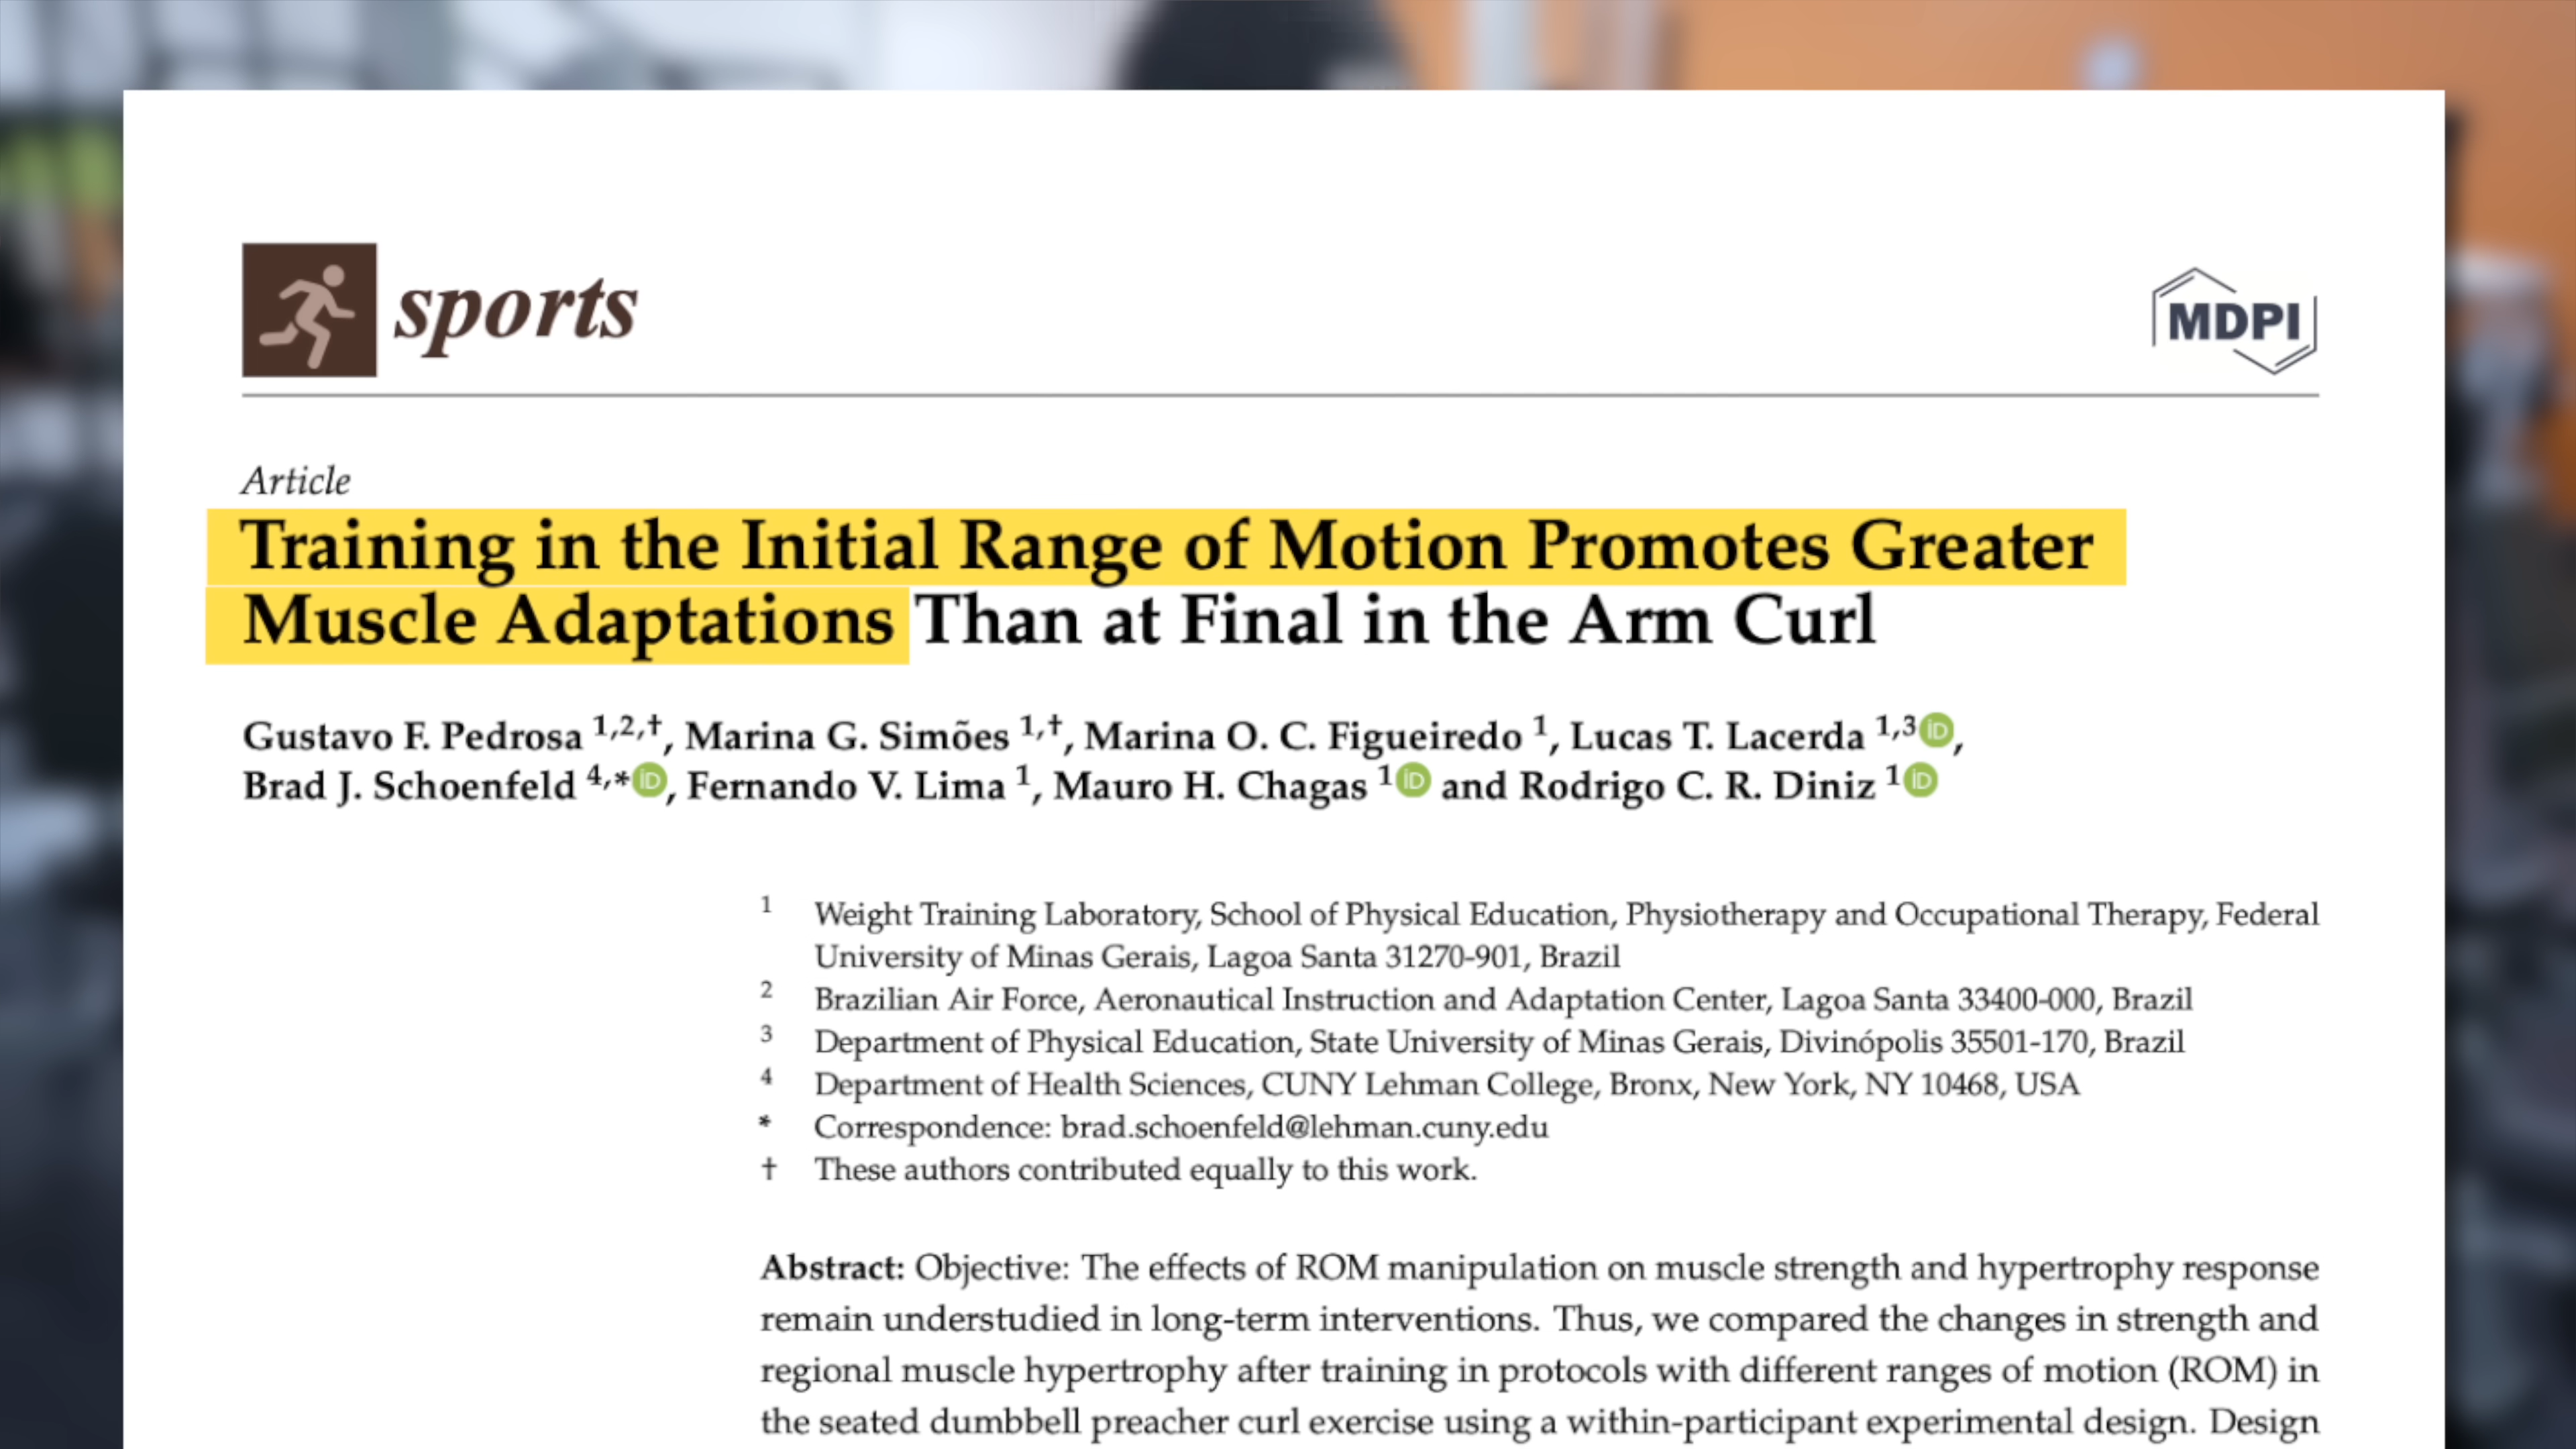 sports
MDPI
Article
Training in the Initial Range of Motion Promotes Greater
Muscle Adaptations Than at Final in the Arm Curl
Gustavo F. Pedrosa 1,2,†, Marina G. Simões 1,†, Marina O. C. Figueiredo 1, Lucas T. Lacerda 1,3 iD,
Brad J. Schoenfeld 4,* iD, Fernando V. Lima 1, Mauro H. Chagas 1 iD and Rodrigo C. R. Diniz 1 iD
1 Weight Training Laboratory, School of Physical Education, Physiotherapy and Occupational Therapy, Federal
University of Minas Gerais, Lagoa Santa 31270-901, Brazil
2 Brazilian Air Force, Aeronautical Instruction and Adaptation Center, Lagoa Santa 33400-000, Brazil
3 Department of Physical Education, State University of Minas Gerais, Divinópolis 35501-170, Brazil
4 Department of Health Sciences, CUNY Lehman College, Bronx, New York, NY 10468, USA
* Correspondence: brad.schoenfeld@lehman.cuny.edu
† These authors contributed equally to this work.
Abstract: Objective: The effects of ROM manipulation on muscle strength and hypertrophy response
remain understudied in long-term interventions. Thus, we compared the changes in strength and
regional muscle hypertrophy after training in protocols with different ranges of motion (ROM) in
the seated dumbbell preacher curl exercise using a within-participant experimental design. Design